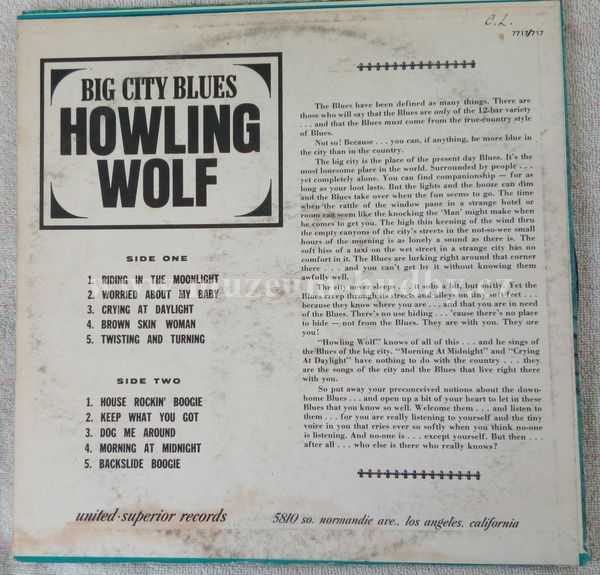 C.L.
7717/717
BIG CITY BLUES
HOWLING
WOLF
SIDE ONE
1. RIDING IN THE MOONLIGHT
2. WORRIED ABOUT MY BABY
3. CRYING AT DAYLIGHT
4. BROWN SKIN WOMAN
5. TWISTING AND TURNING
SIDE TWO
1. HOUSE ROCKIN' BOOGIE
2. KEEP WHAT YOU GOT
3. DOG ME AROUND
4. MORNING AT MIDNIGHT
5. BACKSLIDE BOOGIE
The Blues have been defined as many things. There are
those who will say that the Blues are only of the 12-bar variety
. . . and that the Blues must come from the true-country style
of Blues.
Not so! Because . . . you can, if anything, be more blue in
the city than in the country.
The big city is the place of the present day Blues. It's the
most lonesome place in the world. Surrounded by people . . .
yet completely alone. You can find companionship — for as
long as your loot lasts. But the lights and the booze can dim
and the Blues take over when the fun seems to go. The time
when the rattle of the window pane in a strange hotel or
room can seem like the knocking the 'Man' might make when
he comes to get you. The high thin keening of the wind thru
the empty canyons of the city's streets in the not-so-wee small
hours of the morning is as lonely a sound as there is. The
soft hiss of a taxi on the wet street in a strange city has no
comfort in it. The Blues are lurking right around that corner
there . . . and you can't greet it without knowing them
awfully well.
The city never sleeps . . . it sobs a bit, but softly. Yet the
Blues creep through its streets and alleys on tiny, soft feet . . .
because they know where you are . . . and that you are in need
of the Blues. There's no use hiding . . . 'cause there's no place
to hide — not from the Blues. They are with you. They are
you!
"Howling Wolf" knows of all of this . . . and he sings of
the Blues of the big city. "Morning At Midnight" and "Crying
At Daylight" have nothing to do with the country . . . they
are the songs of the city and the Blues that live right there
with you.
So put away your preconceived notions about the down-
home Blues . . . and open up a bit of your heart to let in these
Blues that you know so well. Welcome them . . . and listen
to them . . . for you are really listening to yourself and the tiny
voice in you that cries ever so softly when you think no-one
is listening. And no-one is . . . except yourself. But then . . .
after all . . . who else is there who really knows?
united·superior records
5810 so. normandie ave., los angeles, california